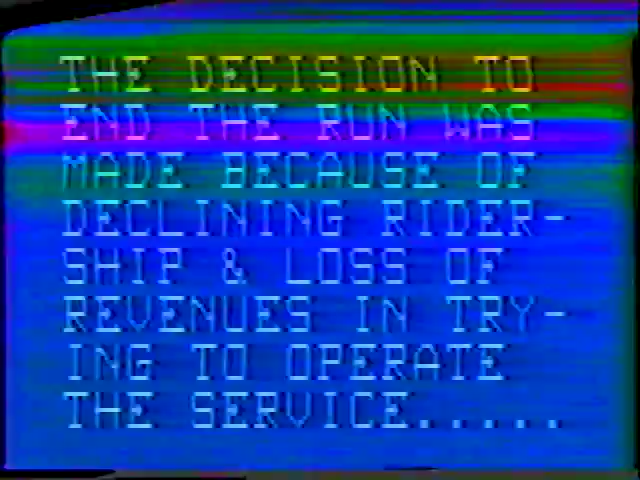 THE DECISION TO
END THE RUN WAS
MADE BECAUSE OF
DECLINING RIDER-
SHIP & LOSS OF
REVENUES IN TRY-
ING TO OPERATE
THE SERVICE.....